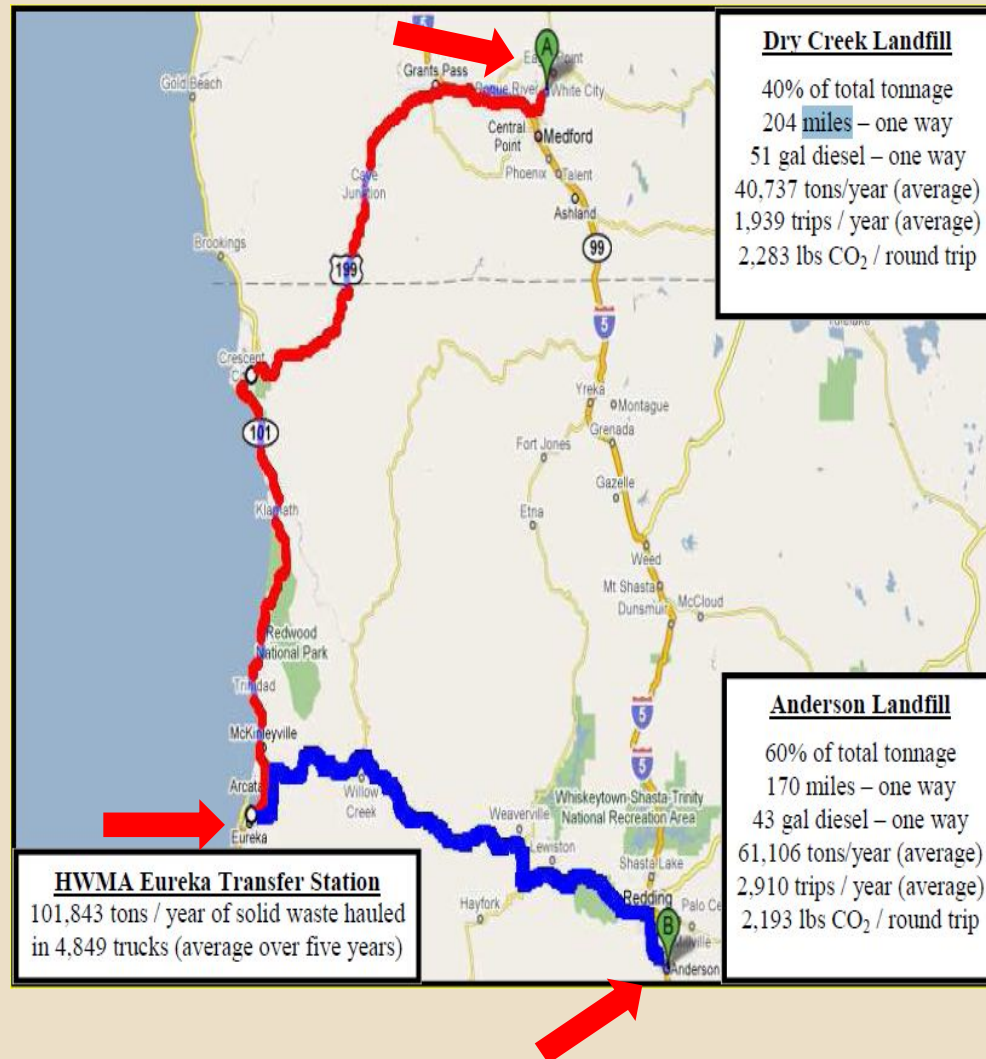 Dry Creek Landfill
40% of total tonnage
204 miles – one way
51 gal diesel – one way
40,737 tons/year (average)
1,939 trips / year (average)
2,283 lbs CO₂ / round trip
5
A
Gold Beach
Grants Pass
Rogue River
White City
Central
Point
Medford
Phoenix
Talent
Ashland
Cave
Junction
Brookings
199
99
5
Crescent
Yreka
Montague
101
Fort Jones
Grenada
Gazelle
Klamath
Etna
Weed
Mt Shasta
Dunsmuir
McCloud
Redwood
National Park
Trinidad
5
McKinleyville
5
Arcata
Willow
Creek
Whiskeytown-Shasta-Trinity
National Recreation Area
Weaverville
Eureka
Lewiston
Shasta Lake
Hayfork
Redding
Palo Ce
B
Anderson
Anderson Landfill
60% of total tonnage
170 miles – one way
43 gal diesel – one way
61,106 tons/year (average)
2,910 trips / year (average)
2,193 lbs CO₂ / round trip
HWMA Eureka Transfer Station
101,843 tons / year of solid waste hauled
in 4,849 trucks (average over five years)